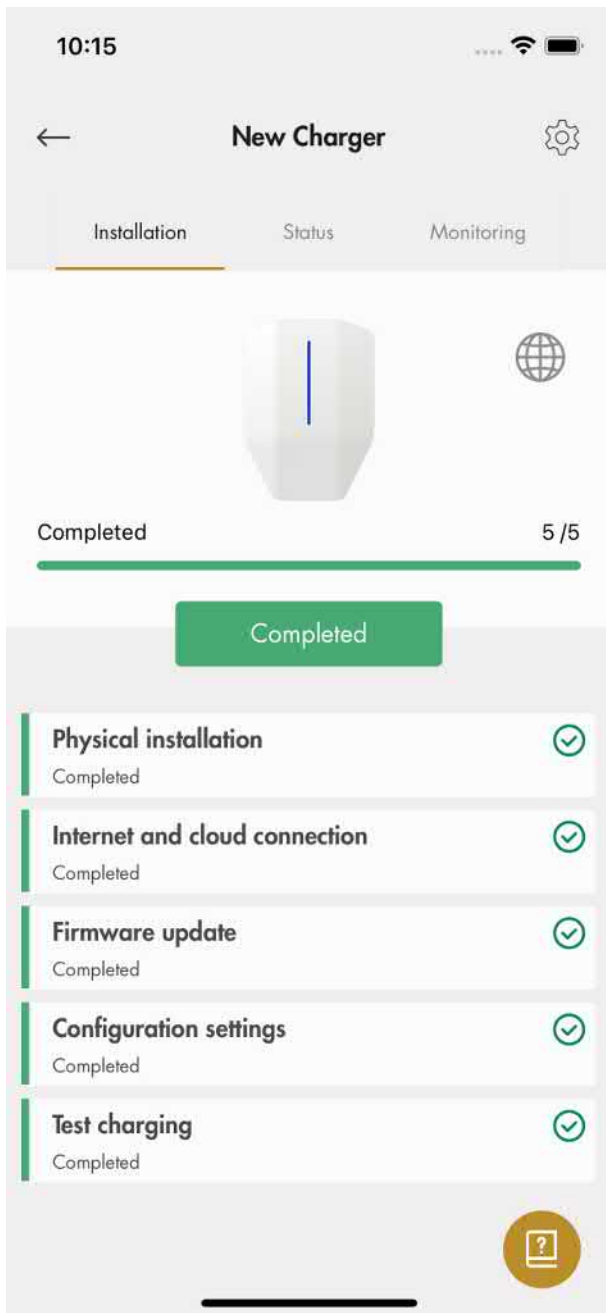 10:15
New Charger
Installation Status Monitoring
Completed 5/5
Completed
Physical installation
Completed
Internet and cloud connection
Completed
Firmware update
Completed
Configuration settings
Completed
Test charging
Completed
?